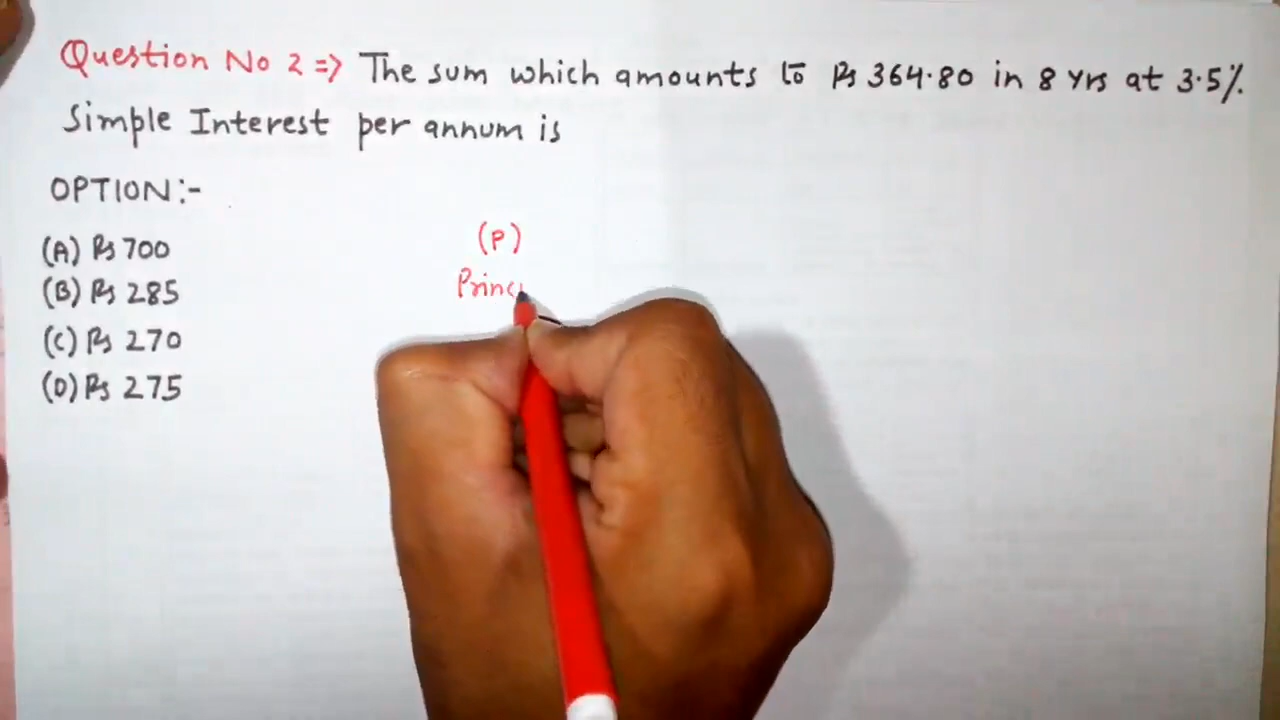 Question No 2 => The sum which amounts to Rs 364.80 in 8 Yrs at 3.5%
Simple Interest per annum is
OPTION:-
(A) Rs 700
(B) Rs 285
(C) Rs 270
(D) Rs 275
(P)
Princ